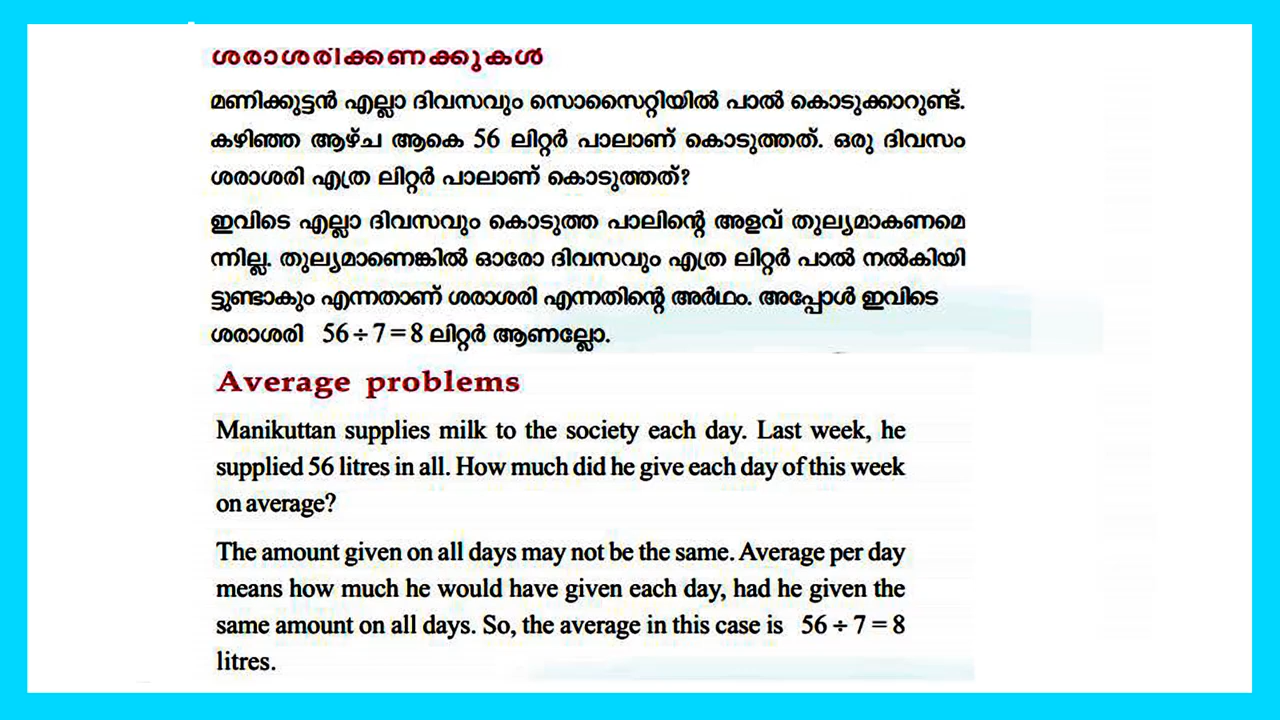 ശരാശരിക്കണക്കുകൾ
മണിക്കുട്ടൻ എല്ലാ ദിവസവും സൊസൈറ്റിയിൽ പാൽ കൊടുക്കാറുണ്ട്.
കഴിഞ്ഞ ആഴ്ച ആകെ 56 ലിറ്റർ പാലാണ് കൊടുത്തത്. ഒരു ദിവസം
ശരാശരി എത്ര ലിറ്റർ പാലാണ് കൊടുത്തത്?
ഇവിടെ എല്ലാ ദിവസവും കൊടുത്ത പാലിന്റെ അളവ് തുല്യമാകണമെ
ന്നില്ല. തുല്യമാണെങ്കിൽ ഓരോ ദിവസവും എത്ര ലിറ്റർ പാൽ നൽകിയി
ട്ടുണ്ടാകും എന്നതാണ് ശരാശരി എന്നതിന്റെ അർഥം. അപ്പോൾ ഇവിടെ
ശരാശരി 56 ÷ 7 = 8 ലിറ്റർ ആണല്ലോ.
Average problems
Manikuttan supplies milk to the society each day. Last week, he
supplied 56 litres in all. How much did he give each day of this week
on average?
The amount given on all days may not be the same. Average per day
means how much he would have given each day, had he given the
same amount on all days. So, the average in this case is 56 ÷ 7 = 8
litres.